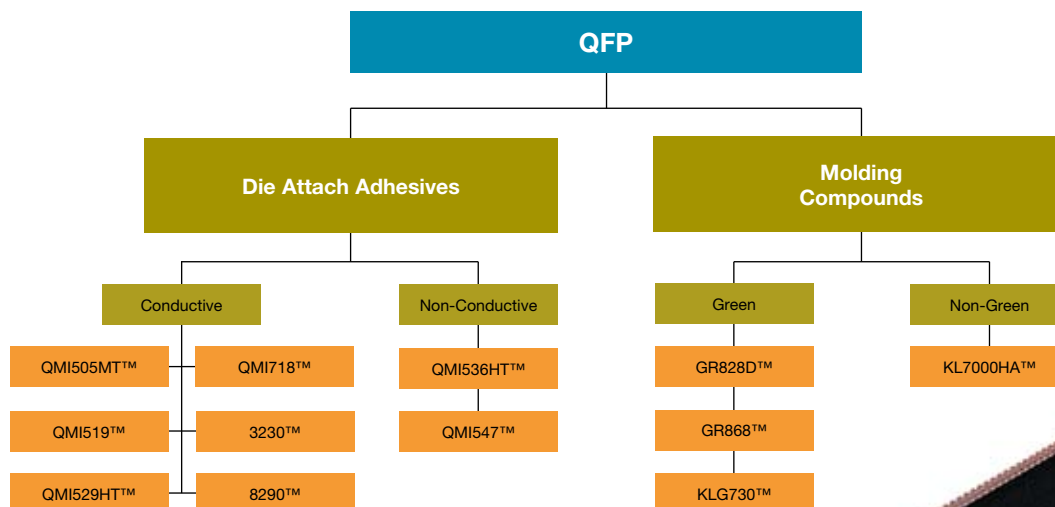 QFP
Die Attach Adhesives
Molding
Compounds
Conductive
Non-Conductive
Green
Non-Green
QMI505MT™
QMI718™
QMI536HT™
GR828D™
KL7000HA™
QMI519™
3230™
QMI547™
GR868™
QMI529HT™
8290™
KLG730™